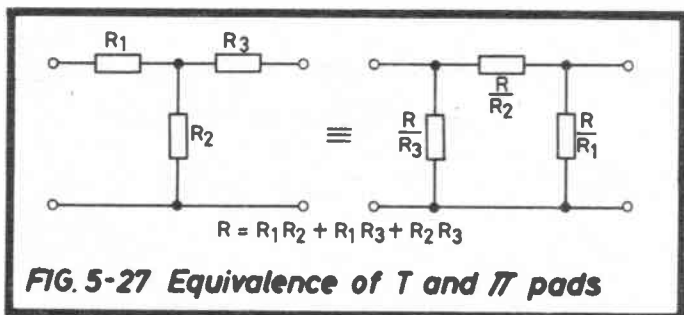 R1 R3
R2
≡
R/R2
R/R3
R/R1
R = R1R2 + R1R3 + R2R3
FIG. 5-27 Equivalence of T and π pads